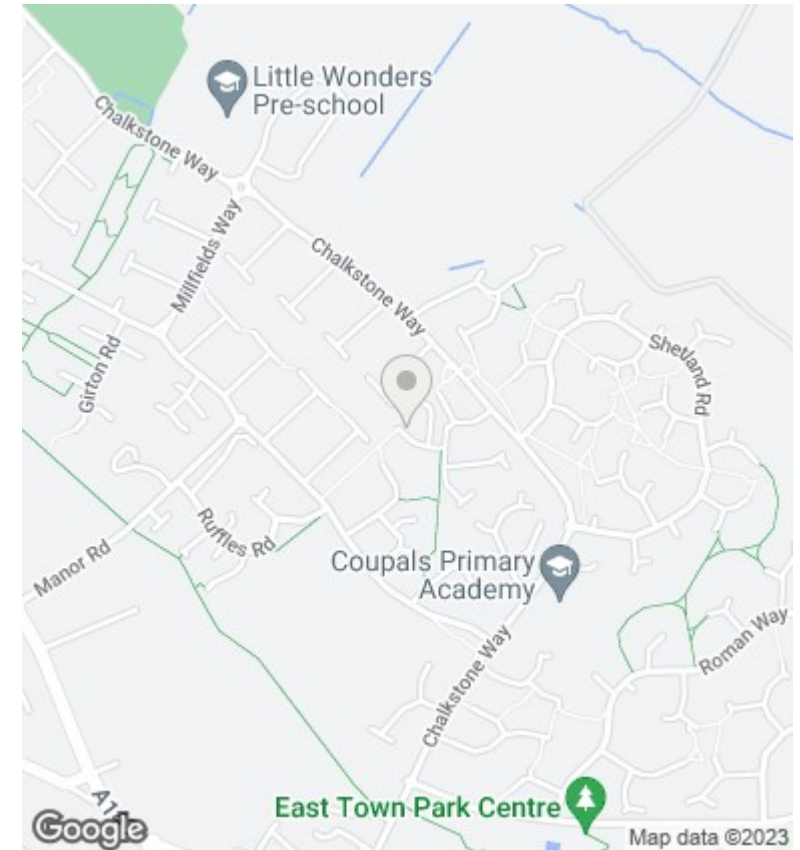 Little Wonders
Pre-school
Chalkstone Way
Millfields Way
Chalkstone Way
Girton Rd
Shetland Rd
Ruffles Rd
Manor Rd
Coupals Primary
Academy
Roman Way
Chalkstone Way
East Town Park Centre
Google
Map data ©2023